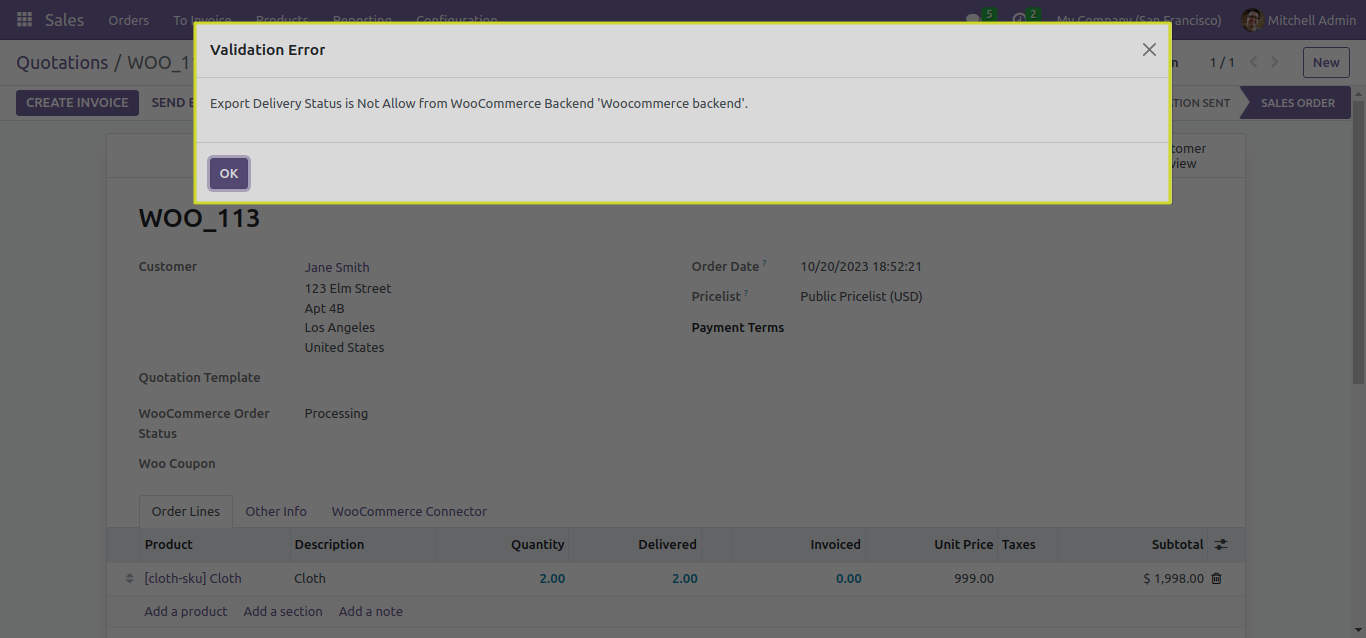 Sales Orders To Invoice Products Reporting Configuration 5 2 My Company (San Francisco) Mitchell Admin
Validation Error
Quotations / WOO_1 1 / 1 New
Export Delivery Status is Not Allow from WooCommerce Backend 'Woocommerce backend'.
CREATE INVOICE SEND SENT SALES ORDER
OK
WOO_113
Customer Jane Smith
123 Elm Street
Apt 4B
Los Angeles
United States
Order Date ? 10/20/2023 18:52:21
Pricelist ? Public Pricelist (USD)
Payment Terms
Quotation Template
WooCommerce Order
Status
Processing
Woo Coupon
Order Lines Other Info WooCommerce Connector
Product Description Quantity Delivered Invoiced Unit Price Taxes Subtotal
[cloth-sku] Cloth Cloth 2.00 2.00 0.00 999.00 $ 1,998.00
Add a product Add a section Add a note